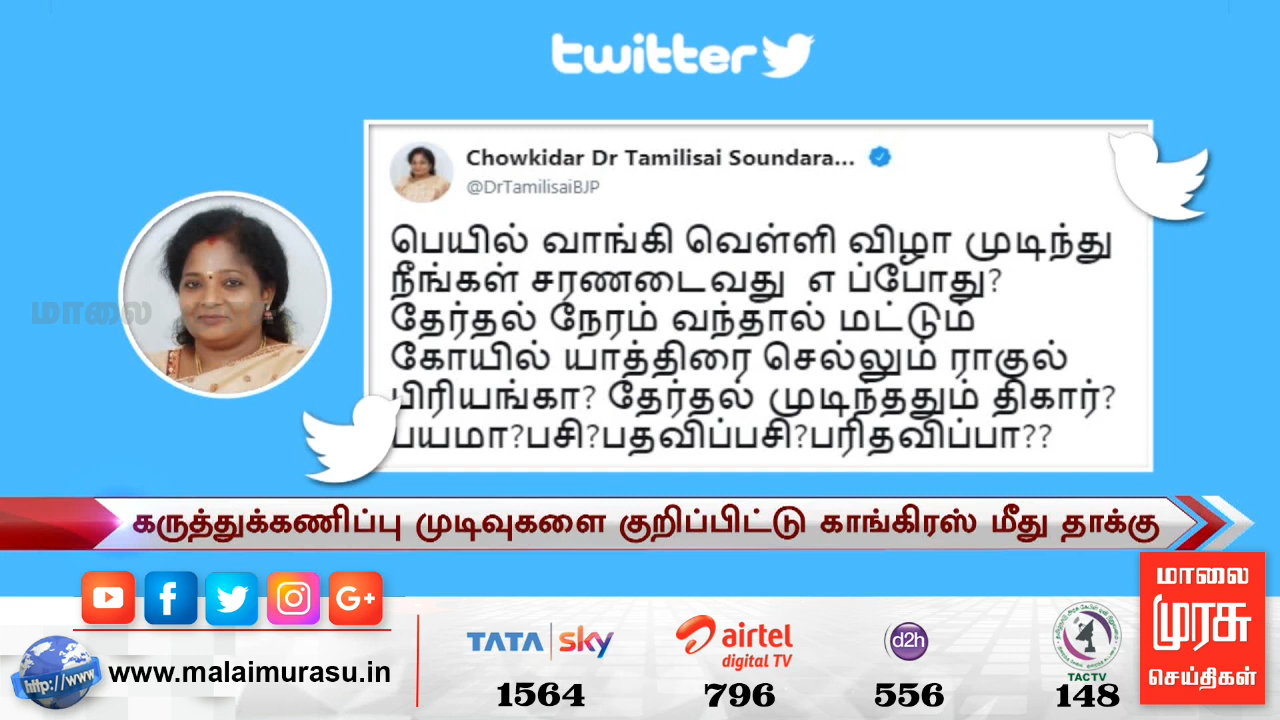 twitter
Chowkidar Dr Tamilisai Soundara...
@DrTamilisaiBJP
பெயில் வாங்கி வெள்ளி விழா முடிந்து
நீங்கள் சரணடைவது எ ப்போது?
தேர்தல் நேரம் வந்தால் மட்டும்
கோயில் யாத்திரை செல்லும் ராகுல்
பிரியங்கா? தேர்தல் முடிந்ததும் திகார்?
பயமா?பசி?பதவிப்பசி?பரிதவிப்பா??
மாலை
கருத்துக்கணிப்பு முடிவுகளை குறிப்பிட்டு காங்கிரஸ் மீது தாக்கு
மாலை
முரசு
செய்திகள்
G+
http://www
www.malaimurasu.in
TATA sky
1564
airtel
digital TV
796
d2h
556
TACTV
148